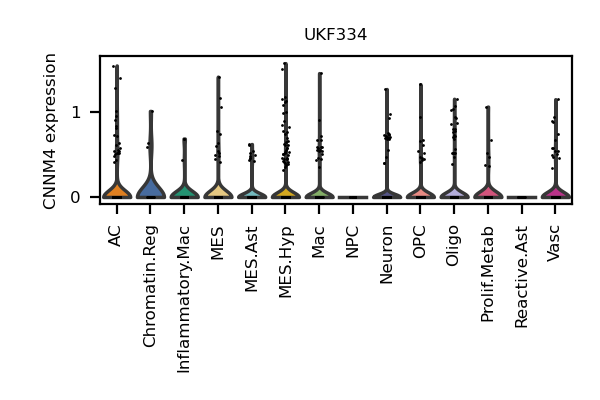 UKF334
CNNM4 expression
1
0
AC
Chromatin.Reg
Inflammatory.Mac
MES
MES.Ast
MES.Hyp
Mac
NPC
Neuron
OPC
Oligo
Prolif.Metab
Reactive.Ast
Vasc